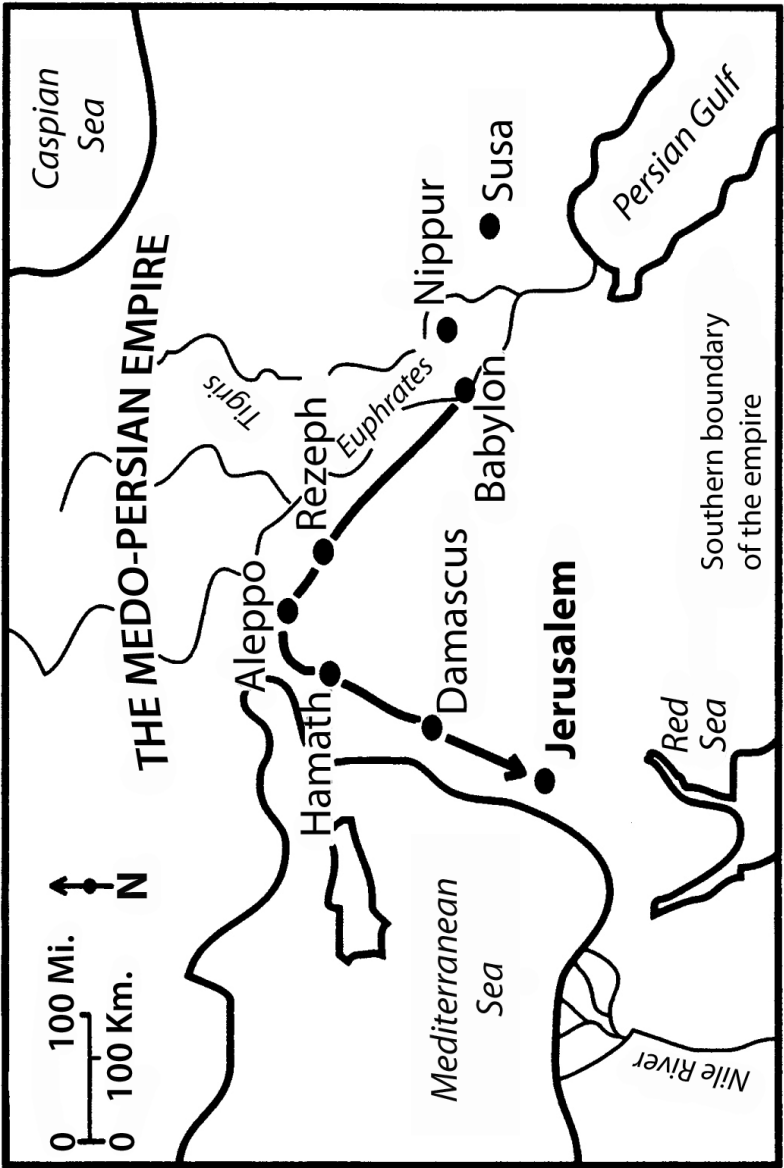 0 100 Mi.
0 100 Km.
N
THE MEDO-PERSIAN EMPIRE
Caspian
Sea
Tigris
Aleppo
Rezeph
Euphrates
Hamath
Nippur
Susa
Babylon
Damascus
Mediterranean
Sea
Jerusalem
Persian Gulf
Red
Sea
Southern boundary
of the empire
Nile River